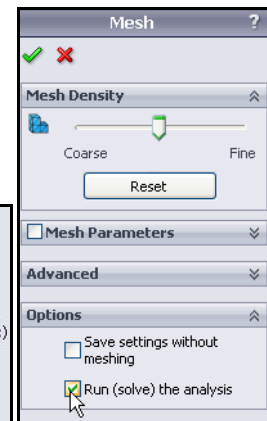 Mesh ?
Mesh Density
Coarse Fine
Reset
Mesh Parameters
Advanced
Options
:)
Save settings without
meshing
Run (solve) the analysis